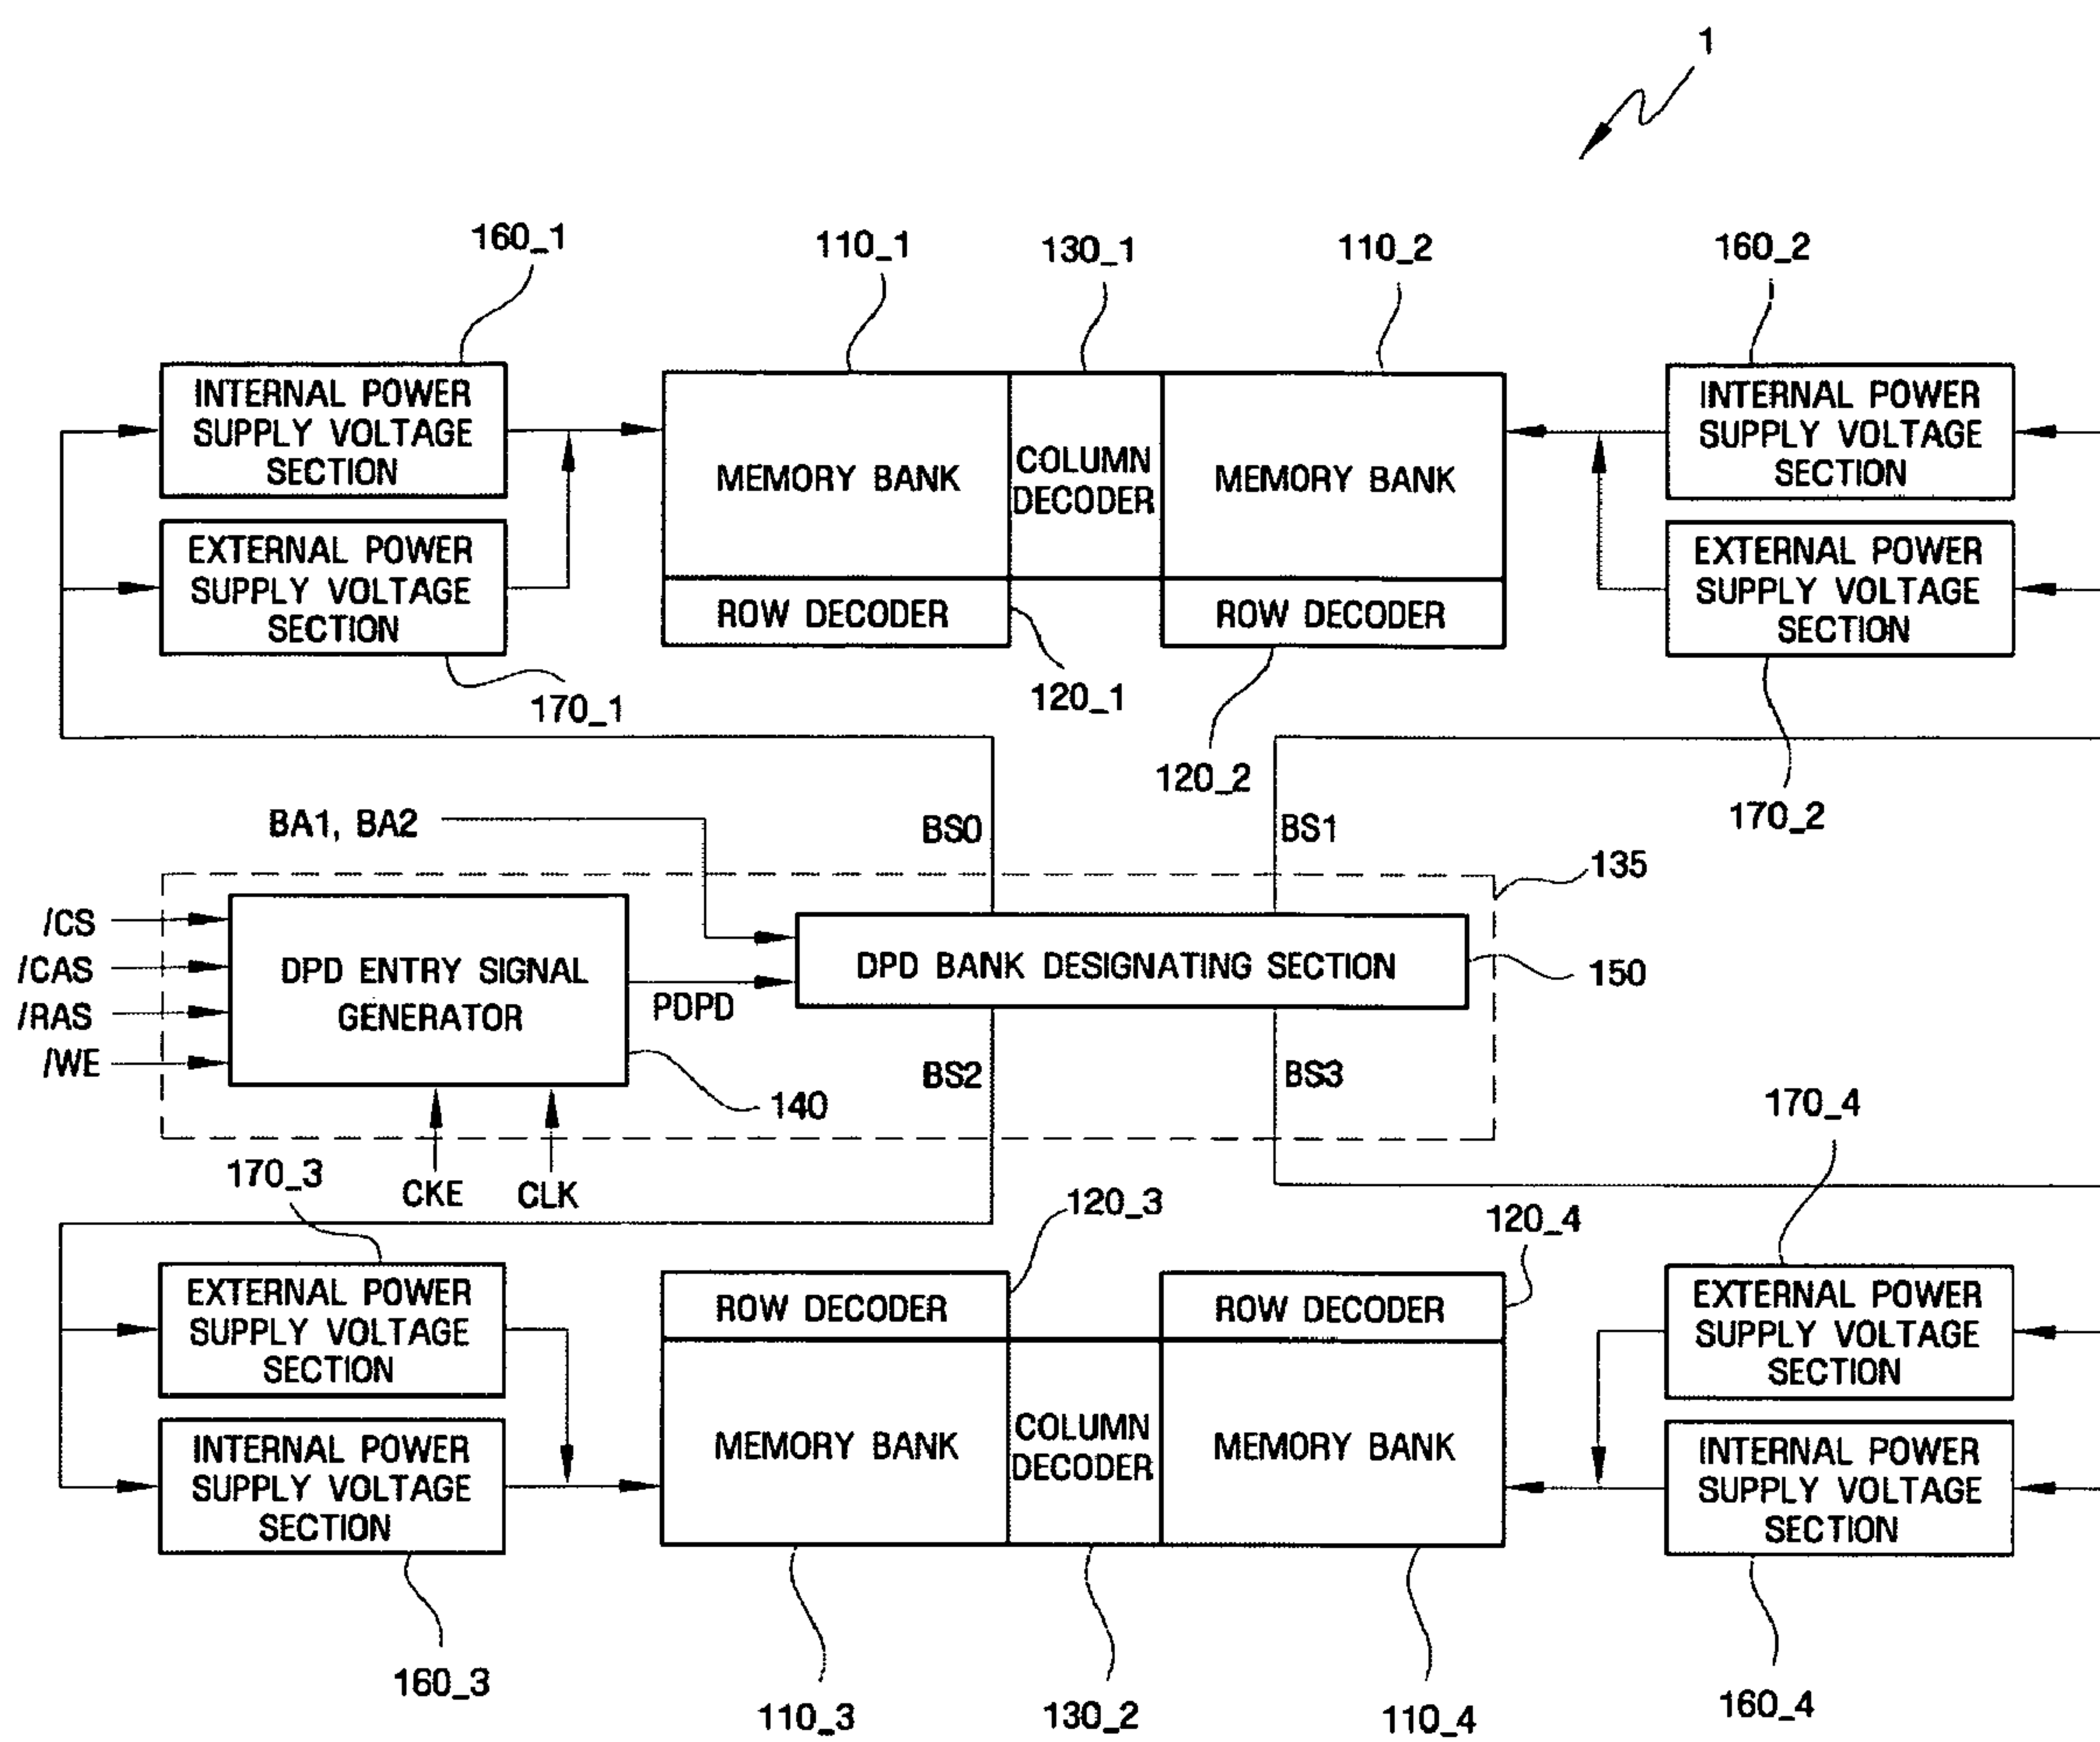 1
160_1
110_1
130_1
110_2
160_2
INTERNAL POWER
SUPPLY VOLTAGE
SECTION
MEMORY BANK
COLUMN
DECODER
MEMORY BANK
INTERNAL POWER
SUPPLY VOLTAGE
SECTION
EXTERNAL POWER
SUPPLY VOLTAGE
SECTION
ROW DECODER
ROW DECODER
EXTERNAL POWER
SUPPLY VOLTAGE
SECTION
170_1
120_1
120_2
170_2
BA1, BA2
BS0
BS1
135
/CS
/CAS
/RAS
/WE
DPD ENTRY SIGNAL
GENERATOR
PDPD
DPD BANK DESIGNATING SECTION
150
BS2
BS3
140
CKE
CLK
170_3
120_3
120_4
170_4
EXTERNAL POWER
SUPPLY VOLTAGE
SECTION
ROW DECODER
ROW DECODER
EXTERNAL POWER
SUPPLY VOLTAGE
SECTION
INTERNAL POWER
SUPPLY VOLTAGE
SECTION
MEMORY BANK
COLUMN
DECODER
MEMORY BANK
INTERNAL POWER
SUPPLY VOLTAGE
SECTION
160_3
110_3
130_2
110_4
160_4